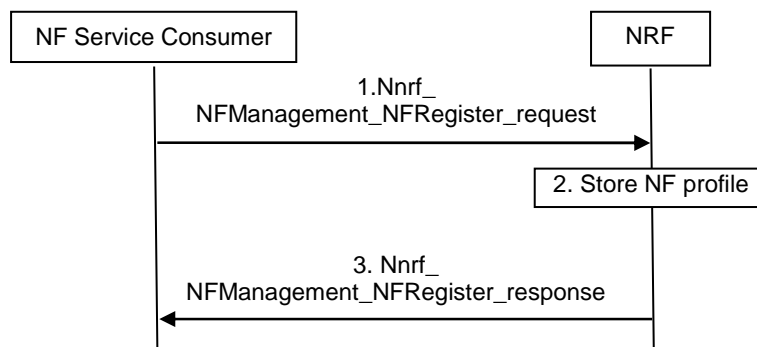 NF Service Consumer
NRF
1.Nnrf_
NFManagement_NFRegister_request
2. Store NF profile
3. Nnrf_
NFManagement_NFRegister_response